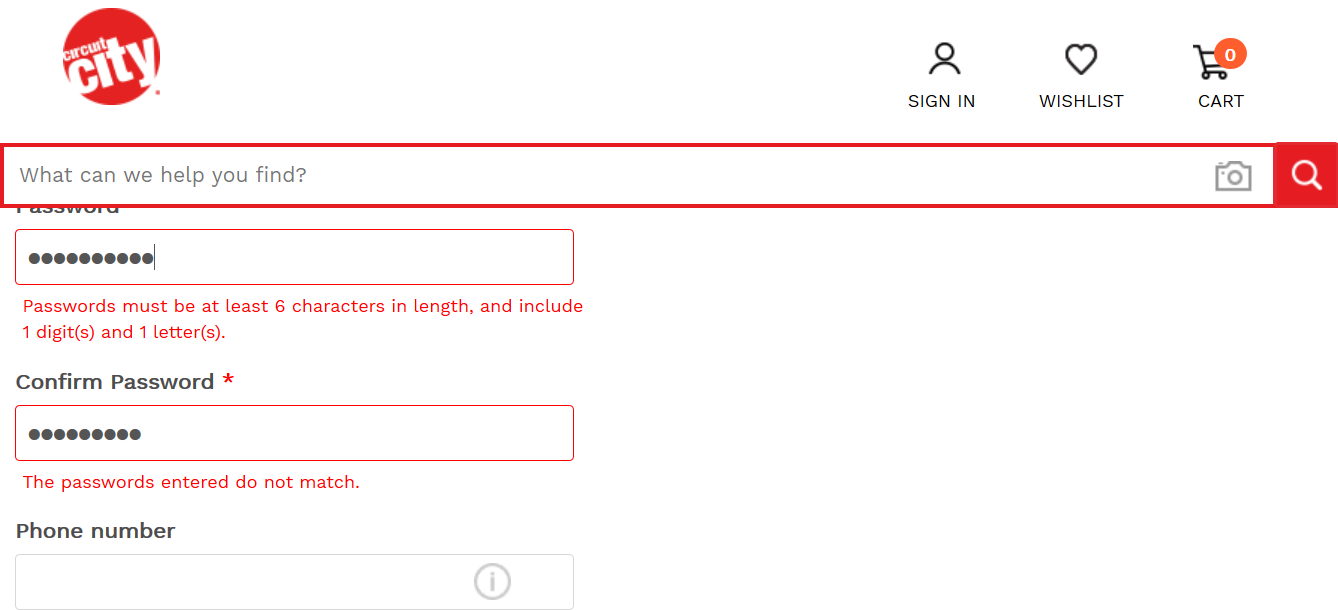 circuit
city
0
SIGN IN
WISHLIST
CART
What can we help you find?
Password
●●●●●●●●●●
Passwords must be at least 6 characters in length, and include
1 digit(s) and 1 letter(s).
Confirm Password *
●●●●●●●●●
The passwords entered do not match.
Phone number